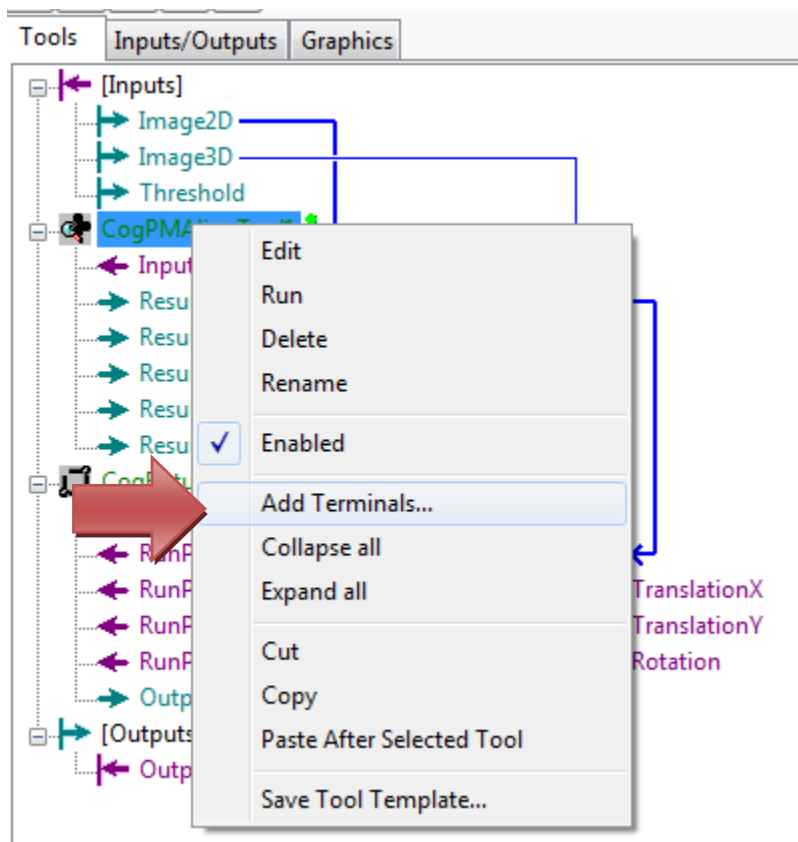 Tools Inputs/Outputs Graphics
[Inputs]
Image2D
Image3D
Threshold
Edit
Run
Delete
Rename
Enabled
Add Terminals...
Collapse all
Expand all
TranslationX
TranslationY
Cut
Rotation
Copy
[Outputs
Paste After Selected Tool
Save Tool Template...